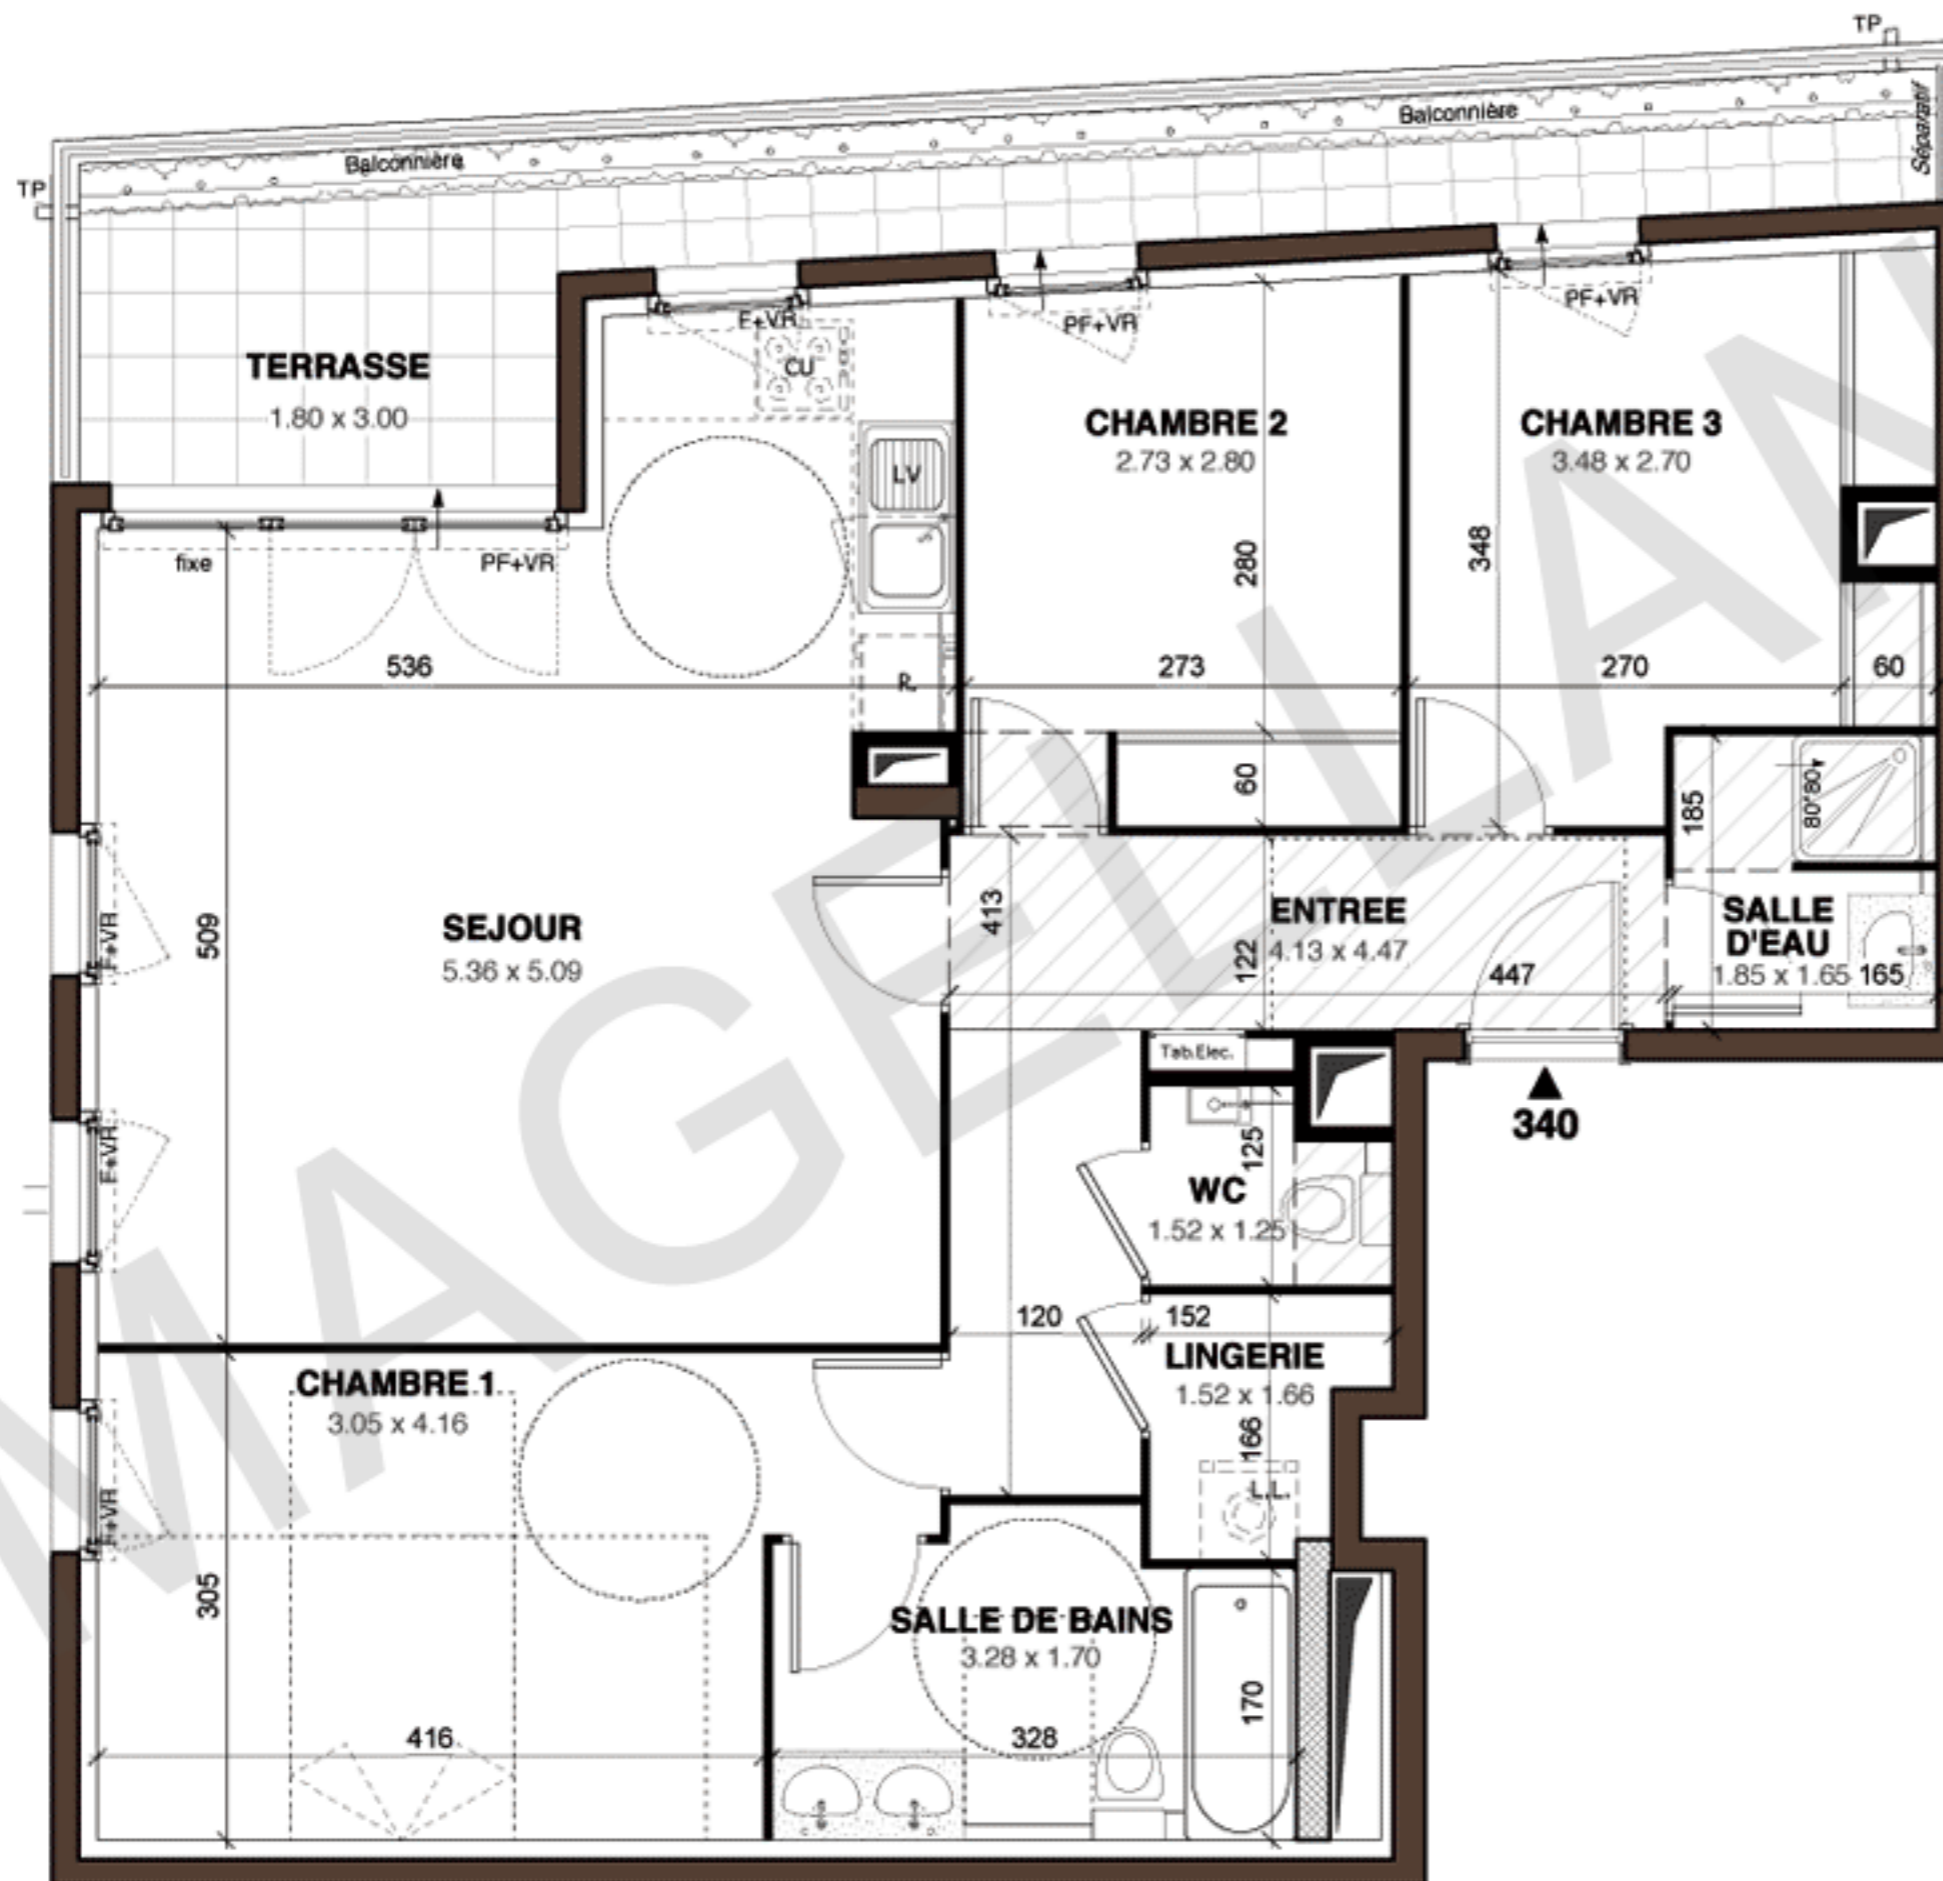 TP
Balconnière
Séparatif
Balconnière
TP
PF+VR
F+VR
PF+VR
TERRASSE
1.80 x 3.00
CU
CHAMBRE 2
2.73 x 2.80
CHAMBRE 3
3.48 x 2.70
LV
fixe
PF+VR
280
348
536
R.
273
270
60
60
185
80*80
SEJOUR
5.36 x 5.09
509
F+VR
413
122
ENTREE
4.13 x 4.47
447
SALLE
D'EAU
1.85 x 1.65
165
Tab.Elec.
340
F+VR
125
WC
1.52 x 1.25
120
152
LINGERIE
1.52 x 1.66
166
L.L.
CHAMBRE 1
3.05 x 4.16
F+VR
305
SALLE DE BAINS
3.28 x 1.70
170
416
328
MAGELLAN